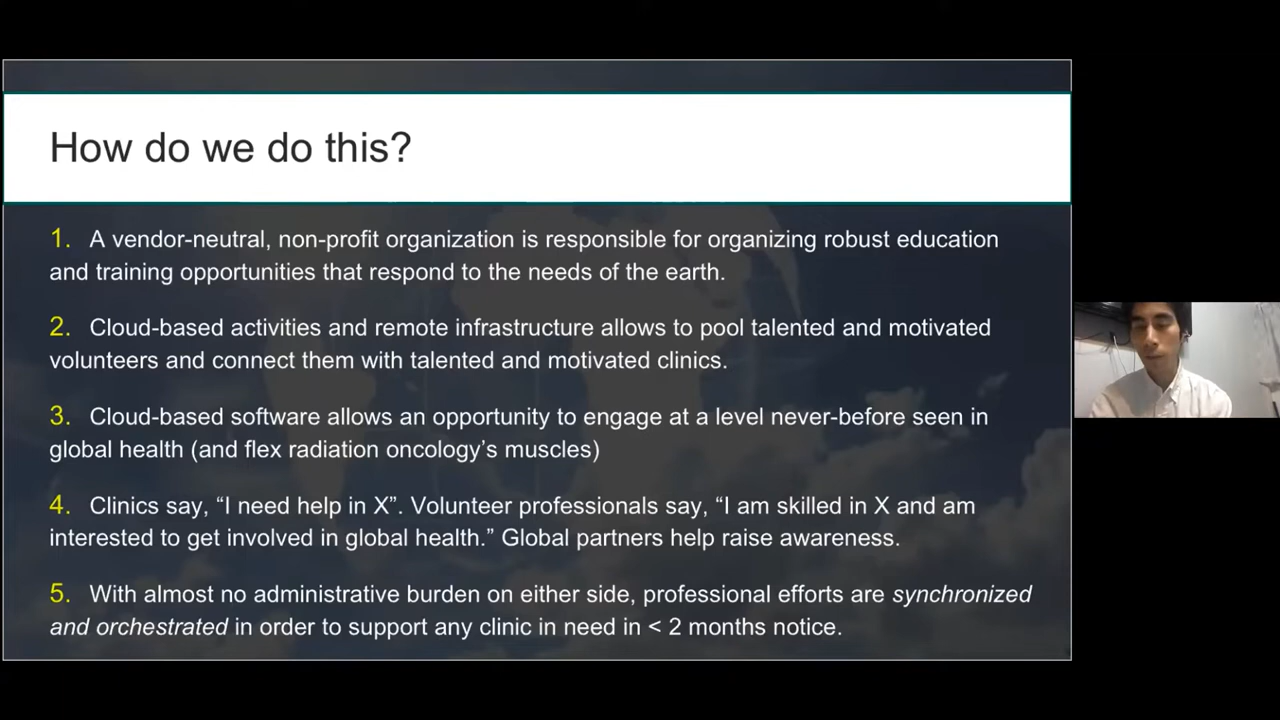 How do we do this?
1. A vendor-neutral, non-profit organization is responsible for organizing robust education
and training opportunities that respond to the needs of the earth.
2. Cloud-based activities and remote infrastructure allows to pool talented and motivated
volunteers and connect them with talented and motivated clinics.
3. Cloud-based software allows an opportunity to engage at a level never-before seen in
global health (and flex radiation oncology’s muscles)
4. Clinics say, “I need help in X”. Volunteer professionals say, “I am skilled in X and am
interested to get involved in global health.” Global partners help raise awareness.
5. With almost no administrative burden on either side, professional efforts are synchronized
and orchestrated in order to support any clinic in need in < 2 months notice.